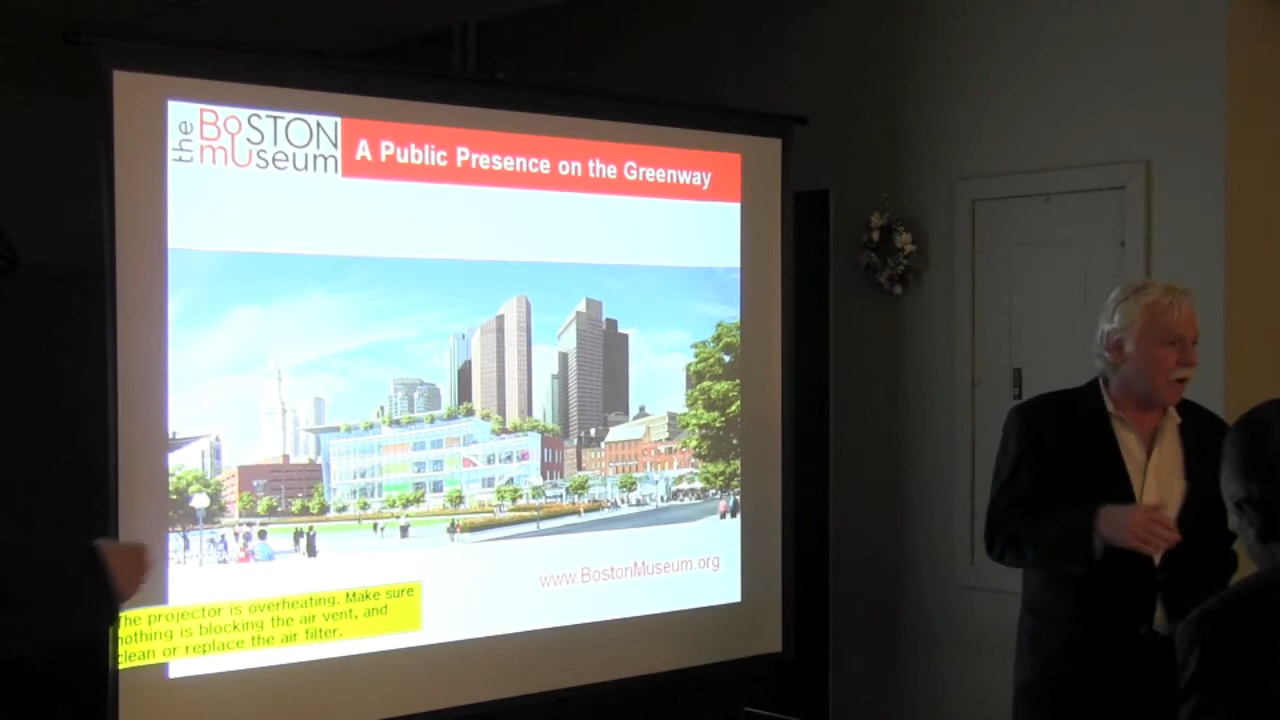 the BoSTON
mUseum
A Public Presence on the Greenway
www.BostonMuseum.org
The projector is overheating. Make sure
nothing is blocking the air vent, and
clean or replace the air filter.